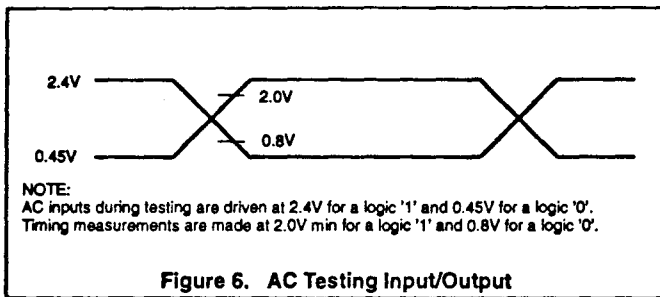 2.4V
2.0V
0.8V
0.45V
NOTE:
AC inputs during testing are driven at 2.4V for a logic '1' and 0.45V for a logic '0'.
Timing measurements are made at 2.0V min for a logic '1' and 0.8V for a logic '0'.
Figure 6. AC Testing Input/Output